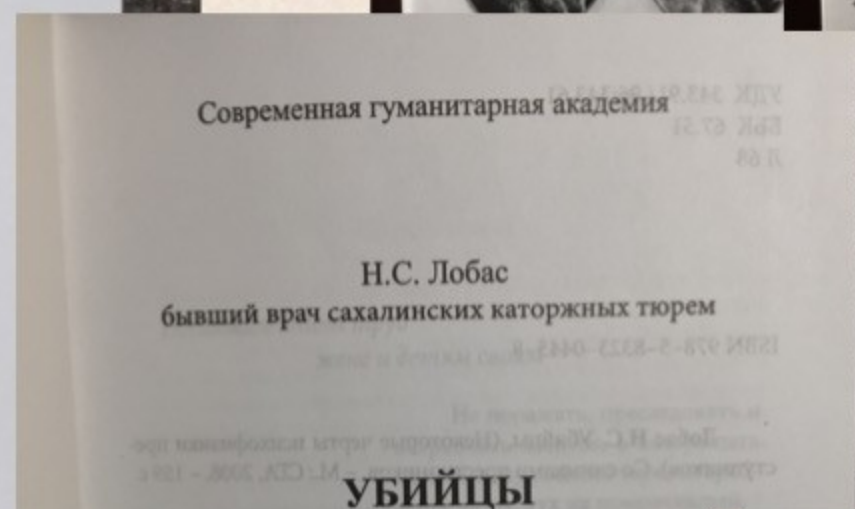 Современная гуманитарная академия
Н.С. Лобас
бывший врач сахалинских каторжных тюрем
УБИЙЦЫ